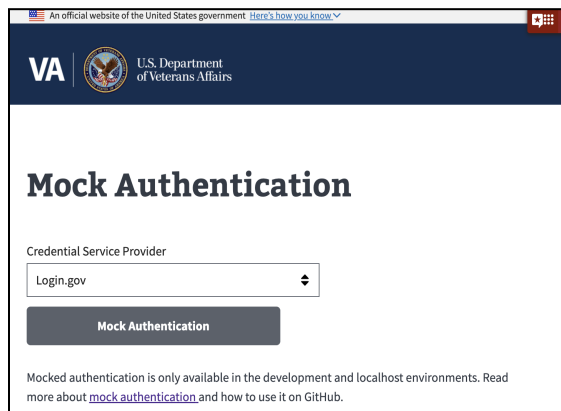 An official website of the United States government Here's how you know
VA
U.S. Department
of Veterans Affairs
Mock Authentication
Credential Service Provider
Login.gov
Mock Authentication
Mocked authentication is only available in the development and localhost environments. Read
more about mock authentication and how to use it on GitHub.